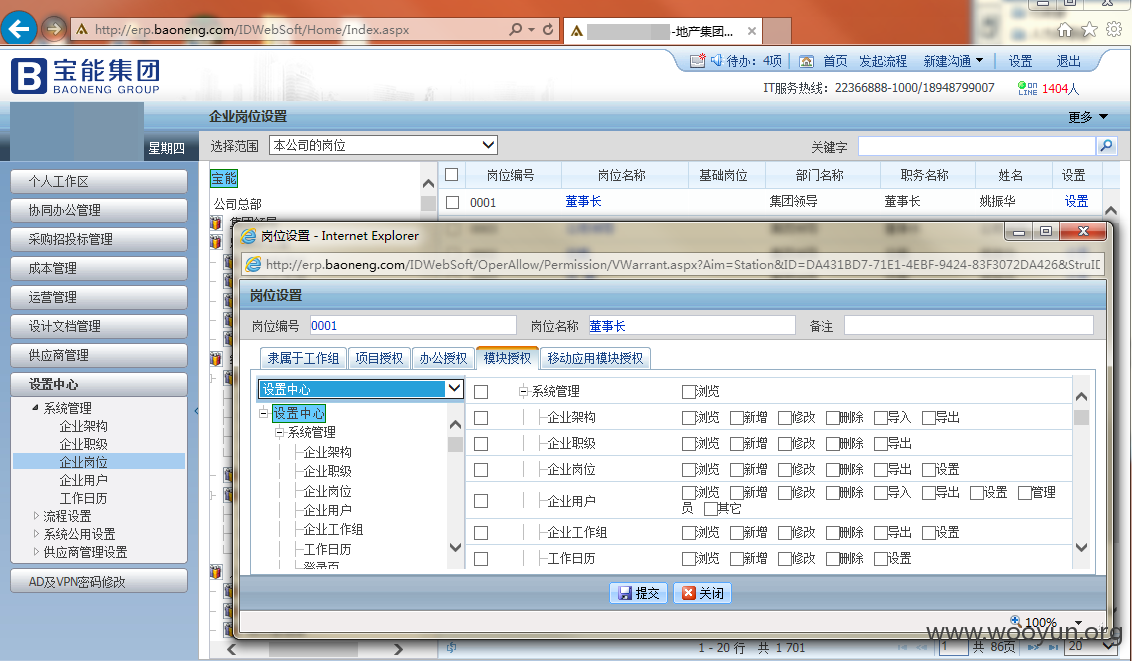 http://erp.baoneng.com/IDWebSoft/Home/Index.aspx
-地产集团...
宝能集团
BAONENG GROUP
待办: 4项
首页
发起流程
新建沟通
设置
退出
IT服务热线: 22366888-1000/18948799007
ON LINE
1404人
星期四
企业岗位设置
更多
选择范围
本公司的岗位
关键字
个人工作区
协同办公管理
采购招投标管理
成本管理
运营管理
设计文档管理
供应商管理
设置中心
系统管理
企业架构
企业职级
企业岗位
企业用户
工作日历
流程设置
系统公用设置
供应商管理设置
AD及VPN密码修改
宝能
公司总部
岗位编号 岗位名称 基础岗位 部门名称 职务名称 姓名 设置
0001 董事长 集团领导 董事长 姚振华 设置
岗位设置 - Internet Explorer
http://erp.baoneng.com/IDWebSoft/OperAllow/Permission/VWarrant.aspx?Aim=Station&ID=DA431BD7-71E1-4EBF-9424-83F3072DA426&StruID
岗位设置
岗位编号 0001 岗位名称 董事长 备注
隶属于工作组 项目授权 办公授权 模块授权 移动应用模块授权
设置中心
设置中心
系统管理
企业架构
企业职级
企业岗位
企业用户
企业工作组
工作日历
登录页
系统管理 浏览
企业架构 浏览 新增 修改 删除 导入 导出
企业职级 浏览 新增 修改 删除 导出
企业岗位 浏览 新增 修改 删除 导出 设置
企业用户 浏览 新增 修改 删除 导入 导出 设置 管理
员 其它
企业工作组 浏览 新增 修改 删除 导出 设置
工作日历 浏览 新增 修改 删除 设置
提交 关闭
100%
www.wooyun.org
1 - 20 行 共 1 701
1 共 86页 20